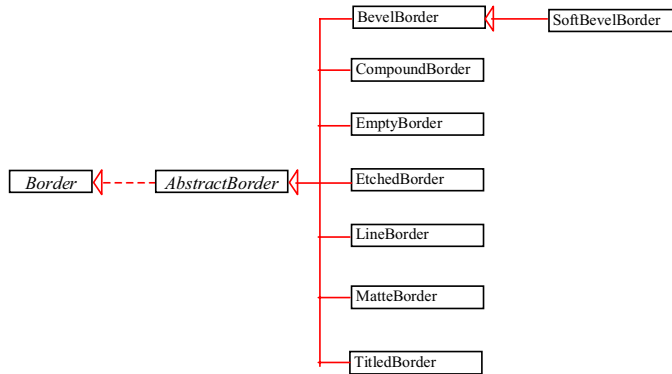 BevelBorder
SoftBevelBorder
CompoundBorder
EmptyBorder
Border
AbstractBorder
EtchedBorder
LineBorder
MatteBorder
TitledBorder